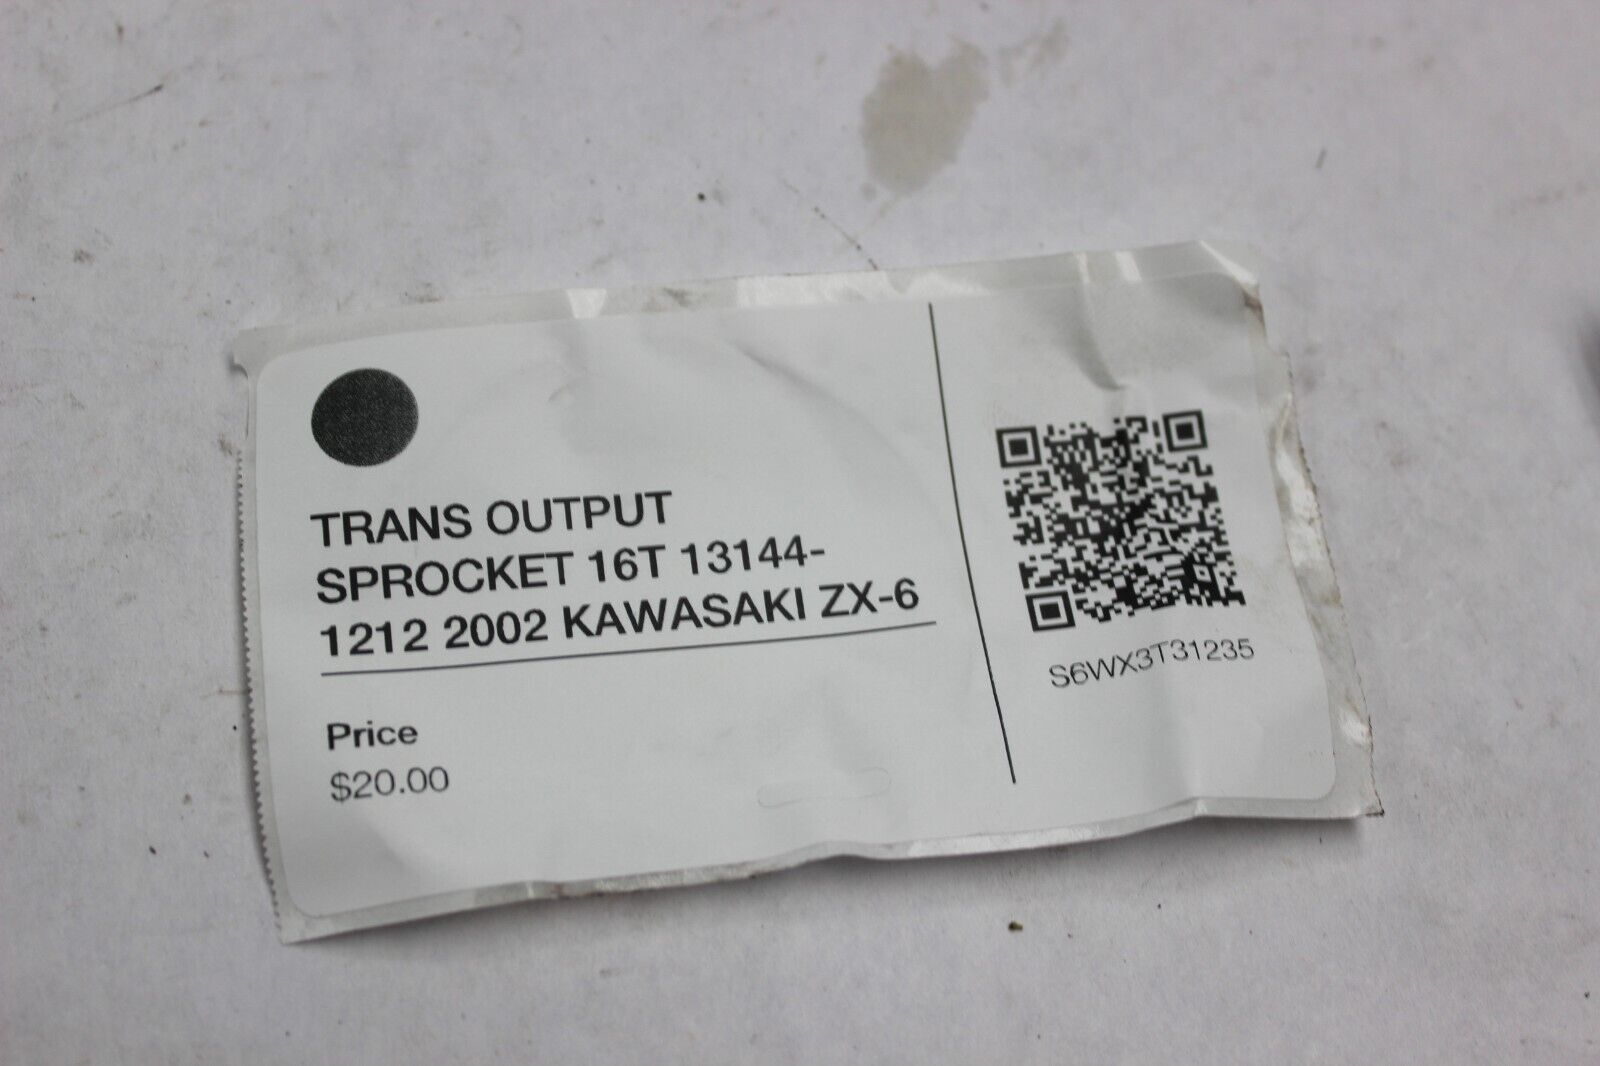 TRANS OUTPUT
SPROCKET 16T 13144-
1212 2002 KAWASAKI ZX-6
Price
$20.00
S6WX3T31235